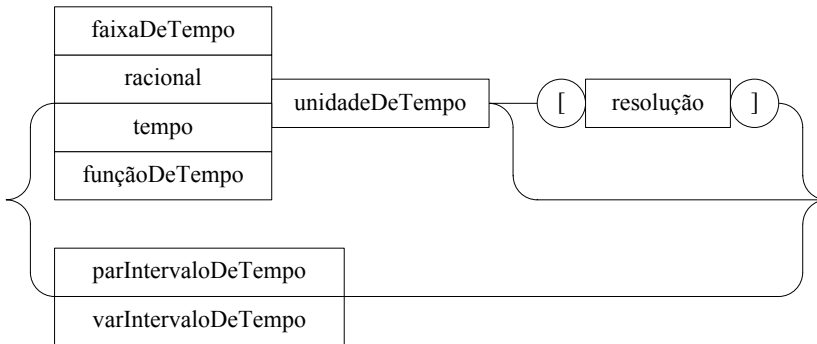 faixaDeTempo
racional
tempo
funçãoDeTempo
unidadeDeTempo
[ resolução ]
parIntervaloDeTempo
varIntervaloDeTempo